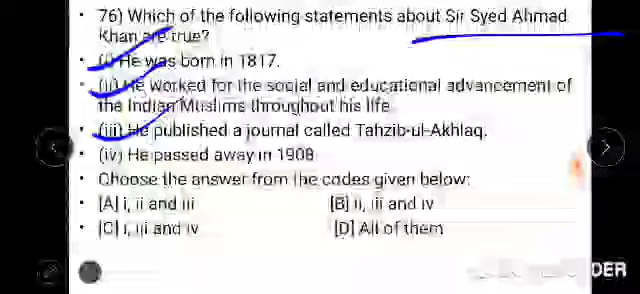 • 76) Which of the following statements about Sir Syed Ahmad
Khan are true?
• (i) He was born in 1817.
• (ii) He worked for the social and educational advancement of
the Indian Muslims throughout his life
• (iii) He published a journal called Tahzib-ul-Akhlaq.
• (iv) He passed away in 1908
• Choose the answer from the codes given below:
• [A] i, ii and iii [B] ii, iii and iv
• [C] i, iii and iv [D] All of them
DER